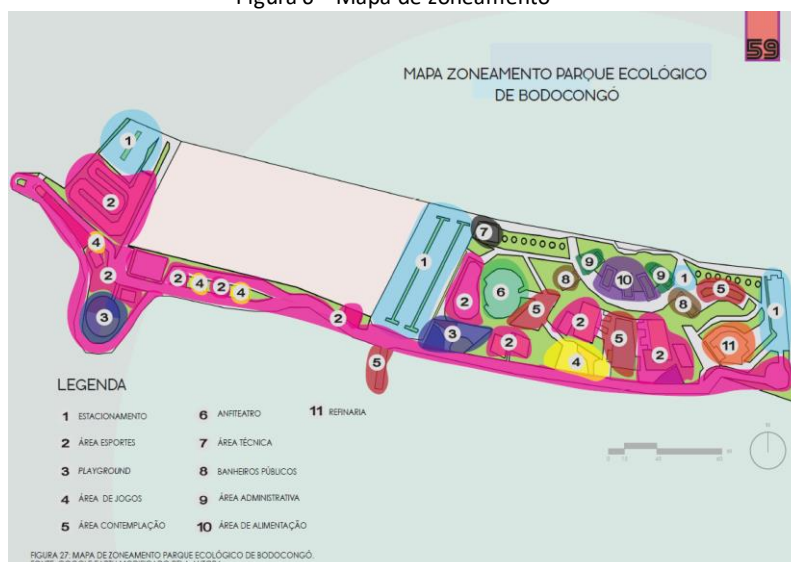 Figura 6 – Mapa de zoneamento
59
MAPA ZONEAMENTO PARQUE ECOLÓGICO
DE BODOCONGÓ
1
2
4
2
3
2
4
2
4
2
5
1
7
2
6
3
2
5
8
9
10
9
1
8
5
2
5
4
2
11
1
LEGENDA
1 ESTACIONAMENTO
2 ÁREA ESPORTES
3 PLAYGROUND
4 ÁREA DE JOGOS
5 ÁREA CONTEMPLAÇÃO
6 ANFITEATRO
7 ÁREA TÉCNICA
8 BANHEIROS PÚBLICOS
9 ÁREA ADMINISTRATIVA
10 ÁREA DE ALIMENTAÇÃO
11 REFINARIA
FIGURA 27: MAPA DE ZONEAMENTO PARQUE ECOLÓGICO DE BODOCONGÓ.